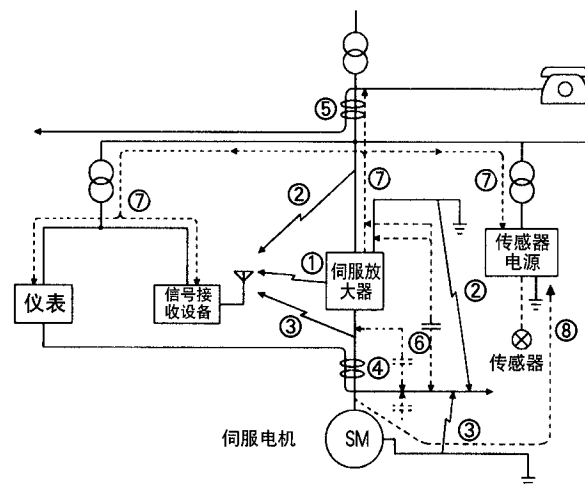 ⑤
⑦
②
⑦
⑦
传感器
电源
①
伺服放
大器
②
仪表
信号接
收设备
③
⑥
⑧
传感器
④
伺服电机
SM
③